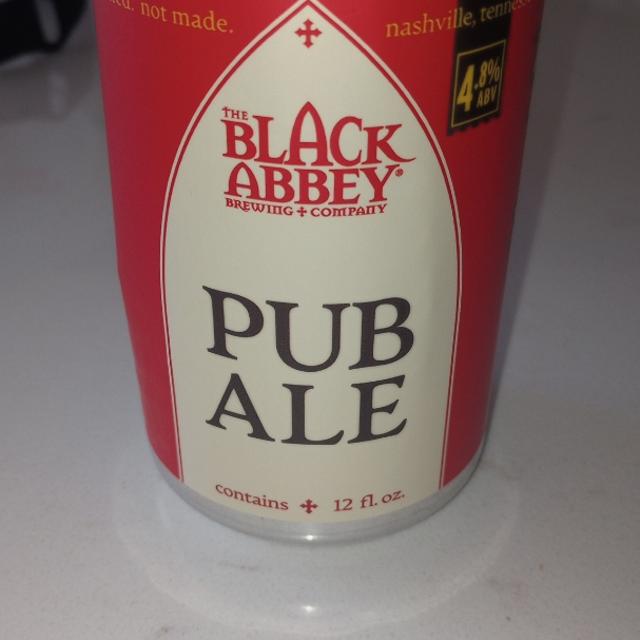 not made.
nashville,
4.8%
ABV
THE
BLACK
ABBEY®
BREWING + COMPANY
PUB
ALE
contains + 12 fl. oz.